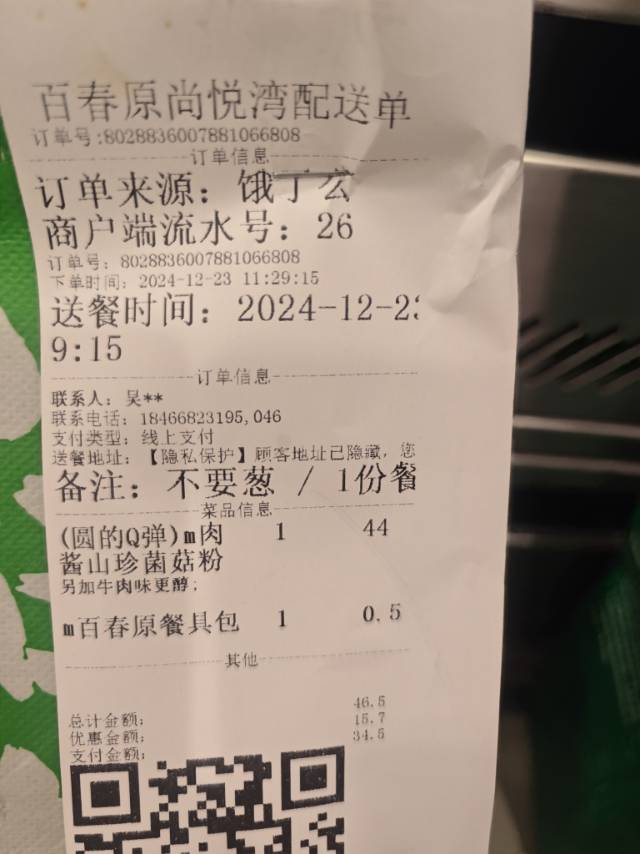 百春原尚悦湾配送单
订单号:8028836007881066808
订单信息
订单来源: 饿了么
商户端流水号: 26
订单号: 8028836007881066808
下单时间: 2024-12-23 11:29:15
送餐时间: 2024-12-23
9:15
订单信息
联系人: 吴**
联系电话: 18466823195,046
支付类型: 线上支付
送餐地址: 【隐私保护】顾客地址已隐藏, 您
备注: 不要葱 / 1份餐
菜品信息
(圆的Q弹)m肉 1 44
酱山珍菌菇粉
另加牛肉味更醇;
m百春原餐具包 1 0.5
其他
总计金额: 46.5
优惠金额: 15.7
支付金额: 34.5